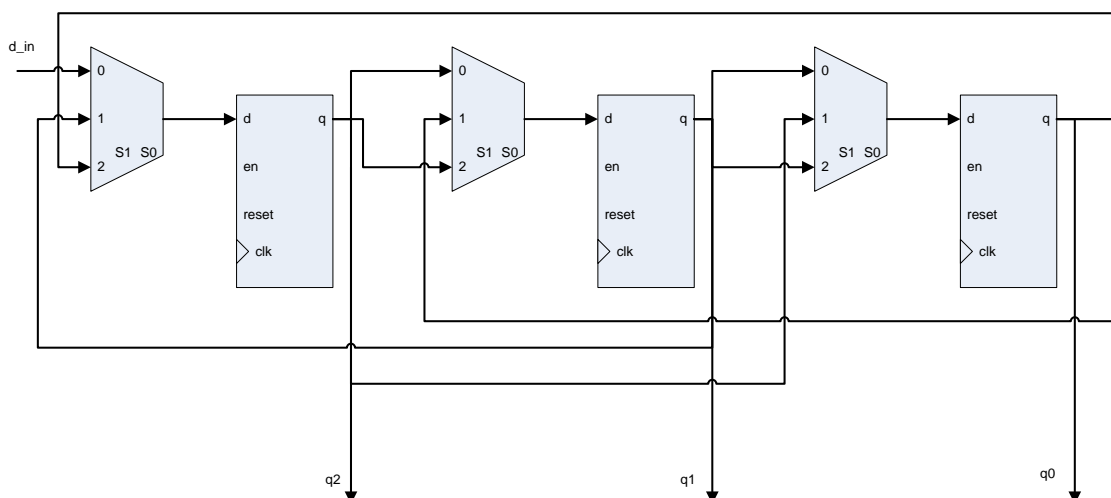 d_in
0
1
2
S1 S0
d
q
en
reset
clk
0
1
2
S1 S0
d
q
en
reset
clk
0
1
2
S1 S0
d
q
en
reset
clk
q2
q1
q0